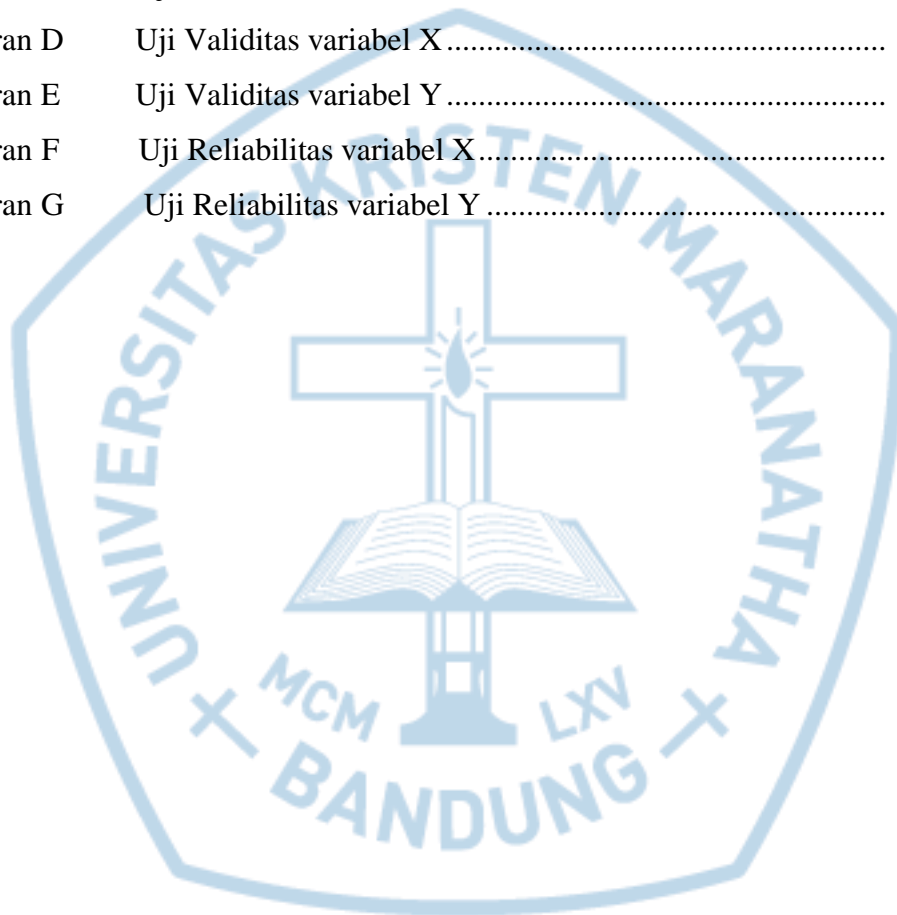 ran D Uji Validitas variabel X ................................................................
ran E Uji Validitas variabel Y ................................................................
ran F Uji Reliabilitas variabel X ...........................................................
ran G Uji Reliabilitas variabel Y ..........................................................
UNIVERSITAS KRISTEN MARANATHA
MCM LXV
BANDUNG